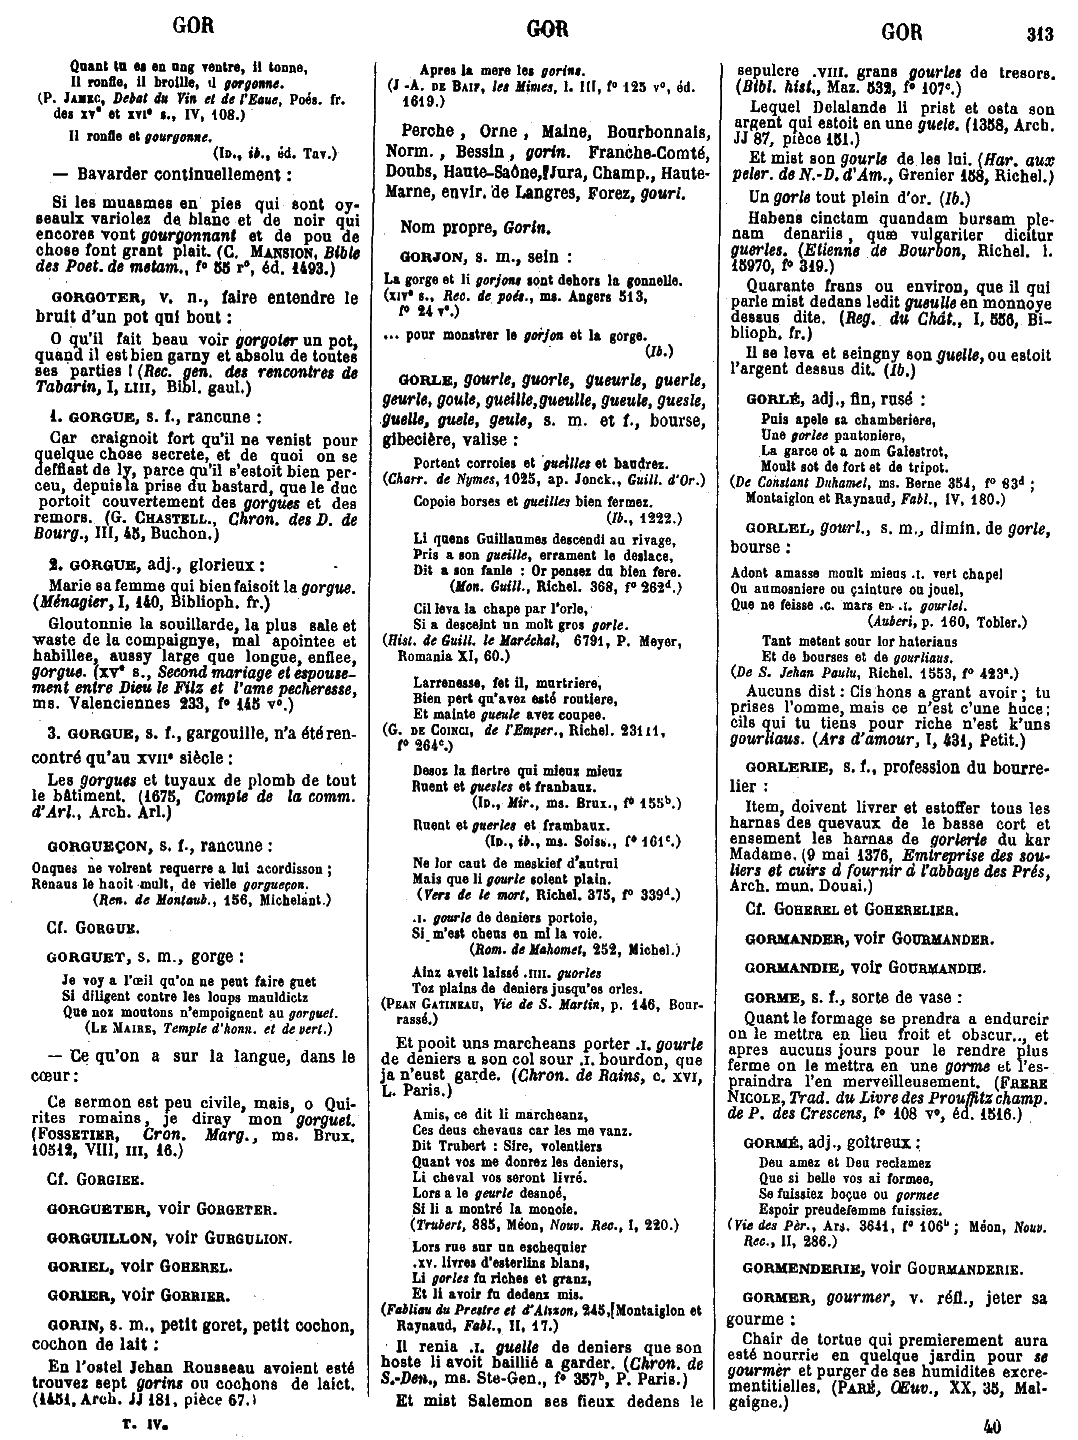 GOR
GOR
GOR
313
Quant tu es en ung ventre, il tonne,
Il ronfle, il broille, il gorgonne.
(P. JAMEC, Debat du Vin et de l'Eaue, Poés. fr.
des XVe et XVIe s., IV, 108.)
Il ronfle et gourgonne.
(ID., ib., éd. Tav.)
— Bavarder continuellement :
Si les muasmes en pies qui sont oy-
seaulx variolez de blanc et de noir qui
encores vont gourgonnant et de pou de
chose font grant plait. (C. MANSION, Bible
des Poet. de metam., f° 55 r°, éd. 1493.)
GORGOTER, v. n., faire entendre le
bruit d'un pot qui bout :
O qu'il fait beau voir gorgoter un pot,
quand il est bien garny et absolu de toutes
ses parties ! (Rec. gen. des rencontres de
Tabarin, I, LIII, Bibl. gaul.)
1. GORGUE, s. f., rancune :
Car craignoit fort qu'il ne venist pour
quelque chose secrete, et de quoi on se
deffiast de ly, parce qu'il s'estoit bien per-
ceu, depuis la prise du bastard, que le duc
portoit couvertement des gorgues et des
remors. (G. CHASTELL., Chron. des D. de
Bourg., III, 45, Buchon.)
2. GORGUE, adj., glorieux :
Marie sa femme qui bien faisoit la gorgue.
(Ménagier, I, 140, Biblioph. fr.)
Gloutonnie la souillarde, la plus sale et
waste de la compaignye, mal apointee et
habillee, aussy large que longue, enflee,
gorgue. (XVe s., Second mariage et espouse-
ment entre Dieu le Filz et l'ame pecheresse,
ms. Valenciennes 233, f° 145 v°.)
3. GORGUE, s. f., gargouille, n'a été ren-
contré qu'au XVIIe siècle :
Les gorgues et tuyaux de plomb de tout
le bâtiment. (1675, Compte de la comm.
d'Arl., Arch. Arl.)
GORGUEÇON, s. f., rancune :
Onques ne volrent requerre a lui acordisson ;
Renaus le haoit mult, de vielle gorgueçon.
(Ren. de Montaub., 156, Michelant.)
Cf. GORGUE.
GORGUET, s. m., gorge :
Je voy a l'œil qu'on ne peut faire guet
Si diligent contre les loups mauldictz
Que noz moutons n'empoignent au gorguet.
(LE MAIRE, Temple d'honn. et de vert.)
— Ce qu'on a sur la langue, dans le
cœur :
Ce sermon est peu civile, mais, o Qui-
rites romains, je diray mon gorguet.
(FOSSETIER, Cron. Marg., ms. Brux.
10512, VIII, III, 16.)
Cf. GORGIEE.
GORGUETER, voir GORGETER.
GORGUILLON, voir GURGULION.
GORIEL, voir GOHEREL.
GORIER, voir GORRIER.
GORIN, s. m., petit goret, petit cochon,
cochon de lait :
En l'ostel Jehan Rousseau avoient esté
trouvez sept gorins ou cochons de laict.
(1451, Arch. JJ 181, pièce 67.)
T. IV.
Apres la mere les gorins.
(J-A. DE BAIF, les Mimes, l. III, f° 125 v°, éd.
1619.)
Perche, Orne, Maine, Bourbonnais,
Norm., Bessin, gorin. Franche-Comté,
Doubs, Haute-Saône, Jura, Champ., Haute-
Marne, envir. de Langres, Forez, gouri.
Nom propre, Gorin.
GORJON, s. m., sein :
La gorge et li gorjons sont dehors la gonnelle.
(XIVe s., Rec. de poés., ms. Angers 513,
f° 24 v°.)
... pour monstrer le gorjon et la gorge.
(Ib.)
GORLE, gourle, guorle, gueurle, guerle,
geurle, goule, gueille, gueulle, gueule, guesle,
guelle, guele, geule, s. m. et f., bourse,
gibecière, valise :
Portent corroies et gueilles et baudrez.
(Charr. de Nymes, 1025, ap. Jonck., Guill. d'Or.)
Copoie borses et gueilles bien fermez.
(Ib., 1222.)
Li quens Guillaumes descendi au rivage,
Pris a son gueille, errament le deslace,
Dit a son fanle : Or pensez du bien fere.
(Mon. Guill., Richel. 368, f° 262d.)
Cil leva la chape par l'orle,
Si a desceint un molt gros gorle.
(Hist. de Guill. le Maréchal, 6791, P. Meyer,
Romania XI, 60.)
Larrenesse, fet il, murtriere,
Bien pert qu'avez esté routiere,
Et mainte gueule avez coupee.
(G. DE COINCI, de l'Emper., Richel. 23111,
f° 264c.)
Desoz la fiertre qui mieux mieux
Ruent et guesles et franbaux.
(ID., Mir., ms. Brux., f° 155b.)
Ruent et guerles et frambaux.
(ID., ib., ms. Soiss., f° 161c.)
Ne lor caut de meskief d'autrui
Mais que li gourle soient plain.
(Vers de le mort, Richel. 375, f° 339d.)
.I. gourle de deniers portoie,
Si m'est cheus en mi la voie.
(Rom. de Mahomet, 252, Michel.)
Ainz aveit laissé .IIII. guorles
Toz plains de deniers jusqu'es orles.
(PEAN GATINEAU, Vie de S. Martin, p. 146, Bour-
rassé.)
Et pooit uns marcheans porter .I. gourle
de deniers a son col sour .I. bourdon, que
ja n'eust garde. (Chron. de Rains, c. XVI,
L. Paris.)
Amis, ce dit li marcheanz,
Ces deus chevaus car les me vanz.
Dit Trubert : Sire, volentiers
Quant vos me donrez les deniers,
Li cheval vos seront livré.
Lors a le geurle desnoé,
Si li a montré la monoie.
(Trubert, 885, Méon, Nouv. Rec., I, 220.)
Lors rue sur un eschequier
.XV. livres d'esterlins blans,
Li gorles fu riches et granz,
Et li avoir fu dedenz mis.
(Fabliau du Prestre et d'Alison, 245, Montaiglon et
Raynaud, Fabl., II, 17.)
Il renia .I. guelle de deniers que son
hoste li avoit baillié a garder. (Chron. de
S.-Den., ms. Ste-Gen., f° 357b, P. Paris.)
Et mist Salemon ses fieux dedens le
sepulcre .VIII. grans gourles de tresors.
(Bibl. hist., Maz. 532, f° 107c.)
Lequel Delalande li prist et osta son
argent qui estoit en une guele. (1358, Arch.
JJ 87, pièce 151.)
Et mist son gourle de les lui. (Har. aux
peler. de N.-D. d'Am., Grenier 158, Richel.)
Un gorle tout plein d'or. (Ib.)
Habens cinctam quandam bursam ple-
nam denariis, quæ vulgariter dicitur
guerles. (Etienne de Bourbon, Richel. l.
15970, f° 319.)
Quarante frans ou environ, que il qui
parle mist dedans ledit gueulle en monnoye
dessus dite. (Reg. du Chât., I, 556, Bi-
blioph. fr.)
Il se leva et seingny son guelle, ou estoit
l'argent dessus dit. (Ib.)
GORLÉ, adj., fin, rusé :
Puis apele sa chamberiere,
Une gorlee pantoniere,
La garce ot a nom Galestrot,
Moult sot de fort et de tripot.
(De Constant Duhamel, ms. Berne 354, f° 83d ;
Montaiglon et Raynaud, Fabl., IV, 180.)
GORLEL, gourl., s. m., dimin. de gorle,
bourse :
Adont amasse moult mieus .I. vert chapel
Ou aumosniere ou çainture ou jouel,
Que ne feisse .C. mars en .I. gourlel.
(Auberi, p. 160, Tobler.)
Tant metent sour lor hateriaus
Et de bourses et de gourliaus.
(De S. Jehan Paulu, Richel. 1553, f° 423a.)
Aucuns dist : Cis hons a grant avoir ; tu
prises l'omme, mais ce n'est c'une huce ;
cils qui tu tiens pour riche n'est k'uns
gourliaus. (Ars d'amour, I, 431, Petit.)
GORLERIE, s. f., profession du bourre-
lier :
Item, doivent livrer et estoffer tous les
harnas des quevaux de le basse cort et
ensement les harnas de gorlerie du kar
Madame. (9 mai 1376, Emtreprise des sou-
liers et cuirs à fournir à l'abbaye des Prés,
Arch. mun. Douai.)
Cf. GOHEREL et GOHERELIER.
GORMANDER, voir GOURMANDER.
GORMANDIE, voir GOURMANDIE.
GORME, s. f., sorte de vase :
Quant le formage se prendra a endurcir
on le mettra en lieu froit et obscur.., et
apres aucuns jours pour le rendre plus
ferme on le mettra en une gorme et l'es-
praindra l'en merveilleusement. (FRERE
NICOLE, Trad. du Livre des Prouffitz champ.
de P. des Crescens, f° 108 v°, éd. 1516.)
GORMÉ, adj., goitreux :
Deu amez et Deu reclamez
Que si belle vos ai formee,
Se fuissiez boçue ou gormee
Espoir preudefemme fuissiez.
(Vie des Pèr., Ars. 3641, f° 106b ; Méon, Nouv.
Rec., II, 286.)
GORMENDERIE, voir GOURMANDERIE.
GORMER, gourmer, v. réfl., jeter sa
gourme :
Chair de tortue qui premierement aura
esté nourrie en quelque jardin pour se
gourmer et purger de ses humidites excre-
mentitielles. (PARÉ, Œuv., XX, 35, Mal-
gaigne.)
40